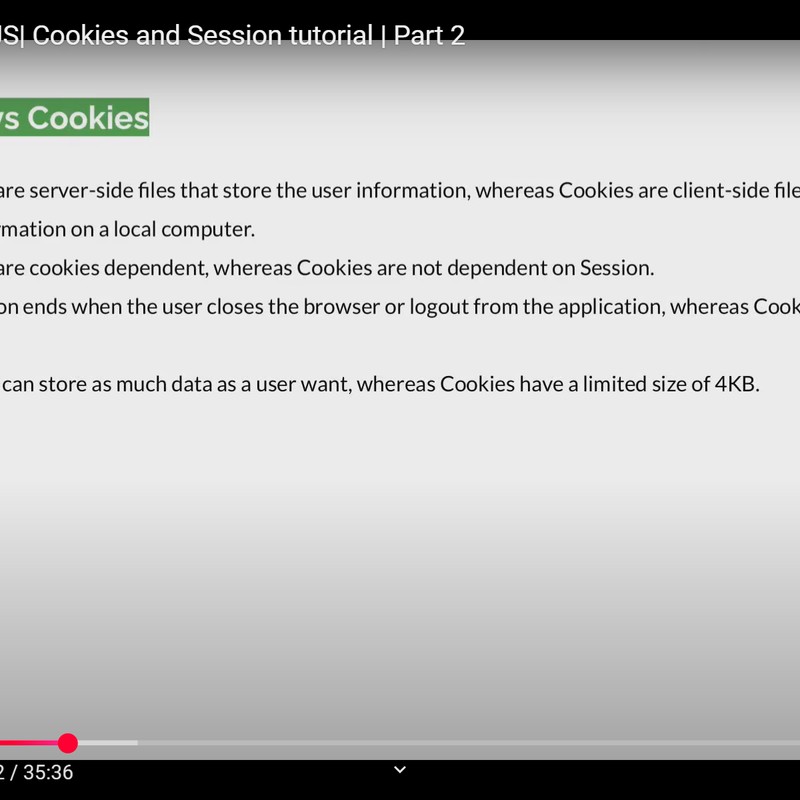 JS| Cookies and Session tutorial | Part 2
vs Cookies
are server-side files that store the user information, whereas Cookies are client-side file
rmation on a local computer.
are cookies dependent, whereas Cookies are not dependent on Session.
on ends when the user closes the browser or logout from the application, whereas Cook
can store as much data as a user want, whereas Cookies have a limited size of 4KB.
2 / 35:36